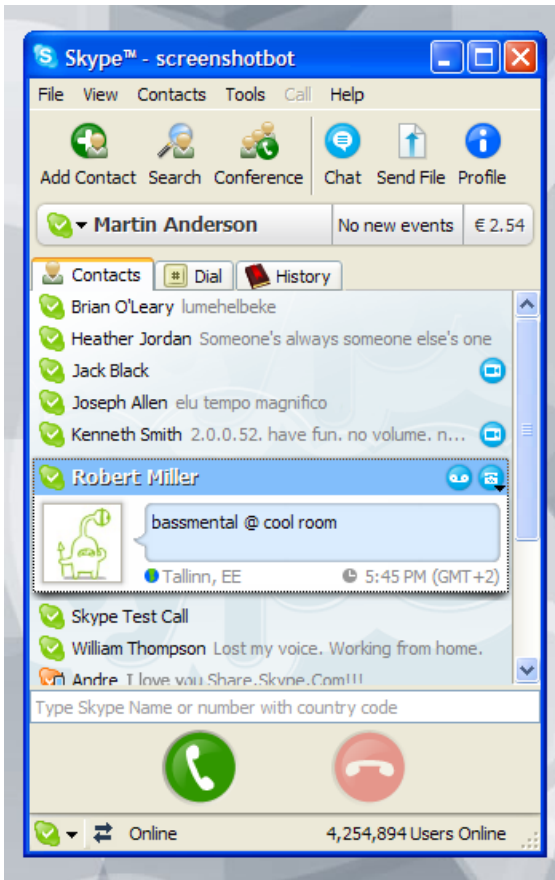 Skype™ - screenshotbot
File View Contacts Tools Call Help
Add Contact Search Conference Chat Send File Profile
Martin Anderson No new events € 2.54
Contacts # Dial History
Brian O'Leary lumehelbeke
Heather Jordan Someone's always someone else's one
Jack Black
Joseph Allen elu tempo magnifico
Kenneth Smith 2.0.0.52. have fun. no volume. n...
Robert Miller
bassmental @ cool room
Tallinn, EE 5:45 PM (GMT+2)
Skype Test Call
William Thompson Lost my voice. Working from home.
Andre I love you.Share.Skype.Com!!!
Type Skype Name or number with country code
Online 4,254,894 Users Online